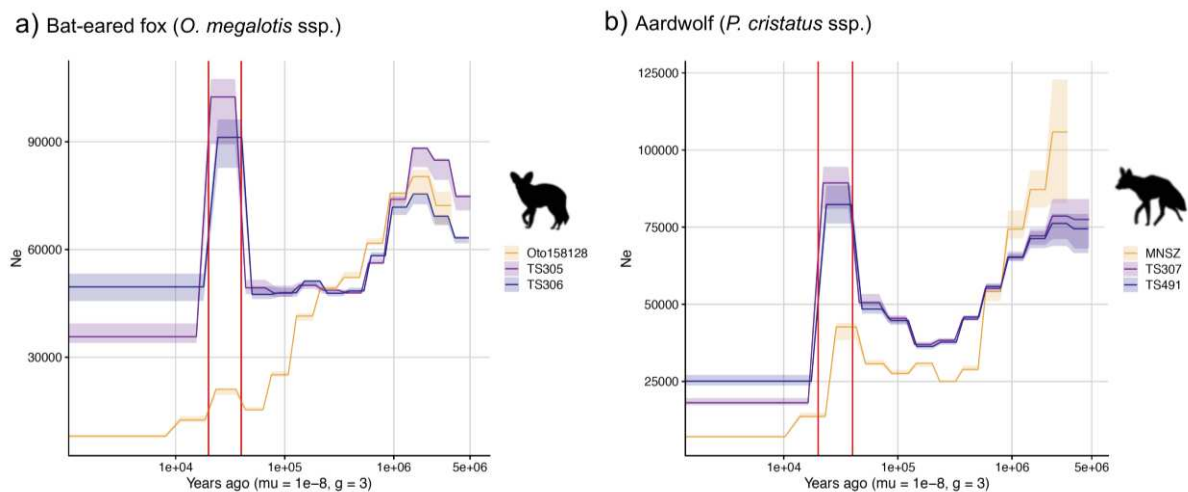 a) Bat-eared fox (O. megalotis ssp.)
90000
60000
30000
Ne
1e+04
1e+05
1e+06
5e+06
Years ago (mu = 1e−8, g = 3)
Oto158128
TS305
TS306
b) Aardwolf (P. cristatus ssp.)
125000
100000
75000
50000
25000
Ne
1e+04
1e+05
1e+06
5e+06
Years ago (mu = 1e−8, g = 3)
MNSZ
TS307
TS491